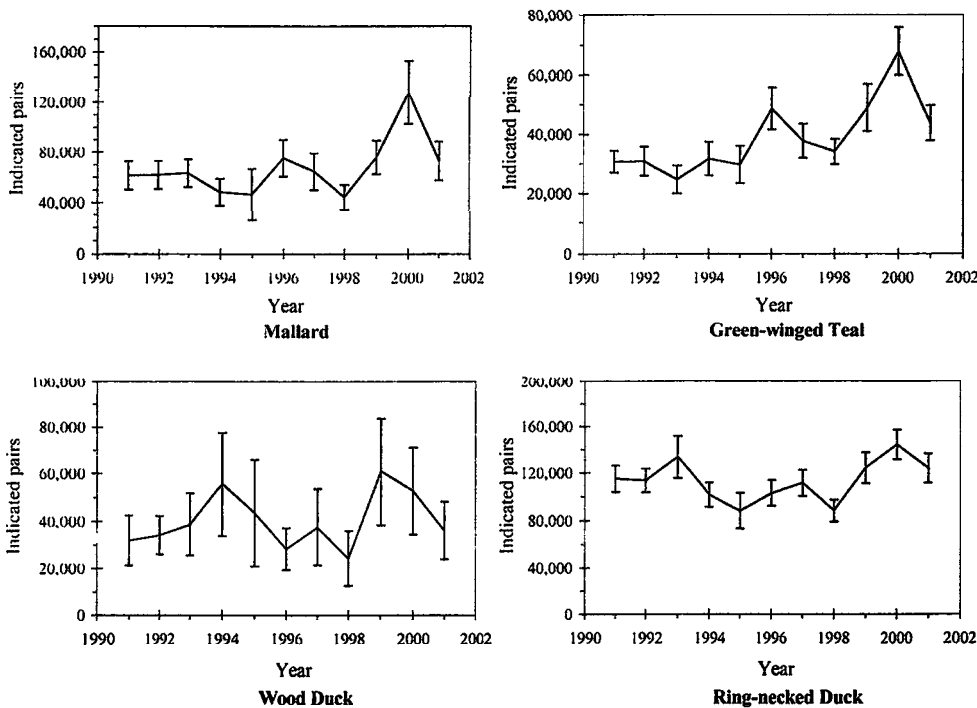 160,000
120,000
80,000
40,000
0
Indicated pairs
1990 1992 1994 1996 1998 2000 2002
Year
Mallard
80,000
60,000
40,000
20,000
0
Indicated pairs
1990 1992 1994 1996 1998 2000 2002
Year
Green-winged Teal
100,000
80,000
60,000
40,000
20,000
0
Indicated pairs
1990 1992 1994 1996 1998 2000 2002
Year
Wood Duck
200,000
160,000
120,000
80,000
40,000
0
Indicated pairs
1990 1992 1994 1996 1998 2000 2002
Year
Ring-necked Duck